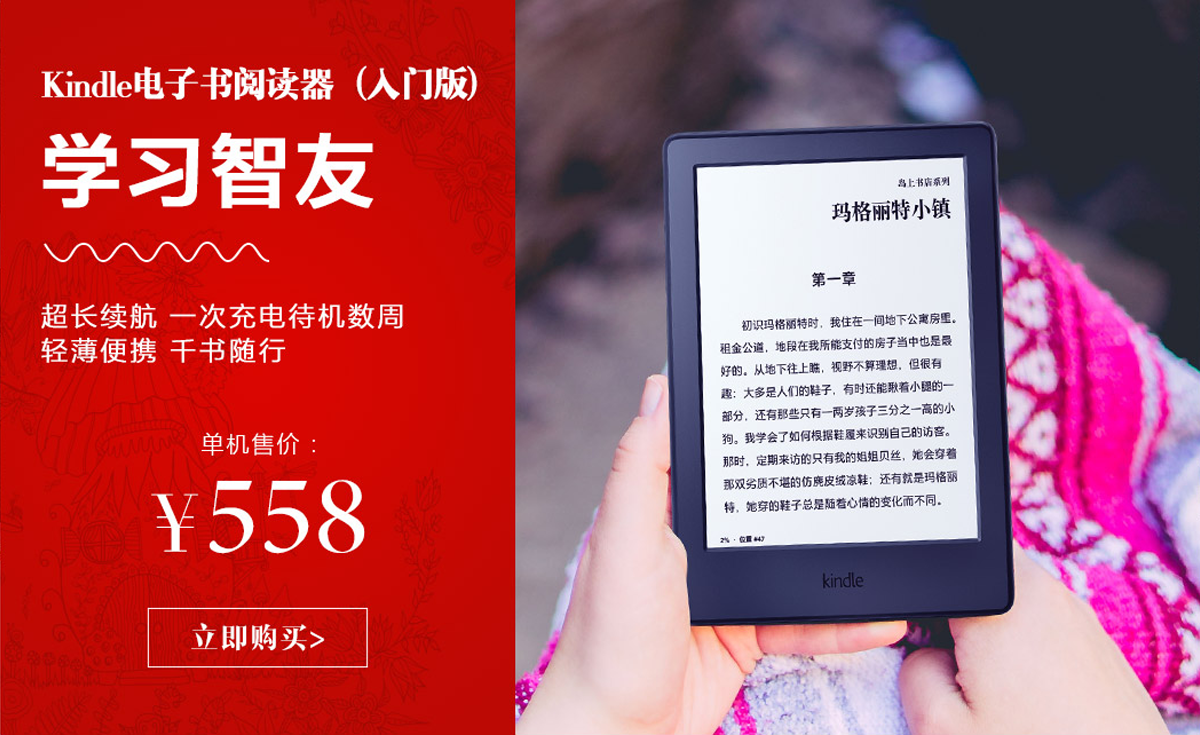 Kindle电子书阅读器（入门版）
学习智友
超长续航 一次充电待机数周
轻薄便携 千书随行
单机售价：
¥558
立即购买>
岛上书店系列
玛格丽特小镇
第一章
初识玛格丽特时，我住在一间地下公寓房里。
租金公道，地段在我所能支付的房子当中也是最
好的。从地下往上瞧，视野不算理想，但很有
趣：大多是人们的鞋子，有时还能瞅着小腿的一
部分，还有那些只有一两岁孩子三分之一高的小
狗。我学会了如何根据鞋履来识别自己的访客。
那时，定期来访的只有我的姐姐贝丝，她会穿着
那双劣质不堪的仿麂皮绒凉鞋；还有就是玛格丽
特，她穿的鞋子总是随着心情的变化而不同。
2% · 位置 #47
kindle